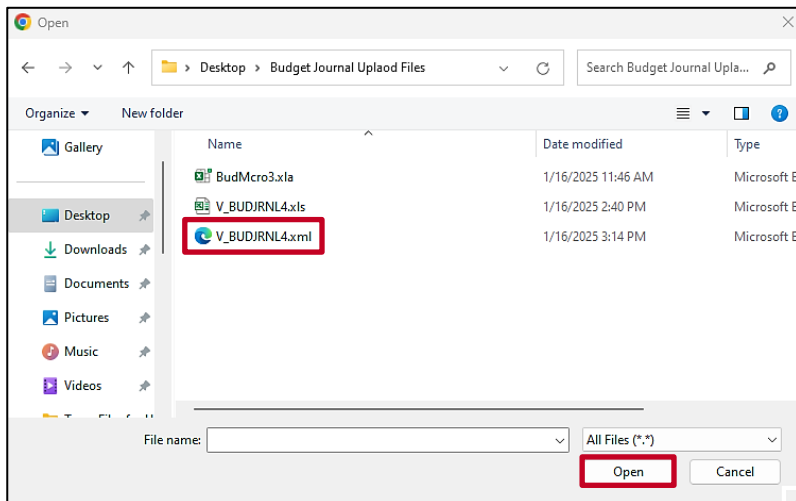 Open
Desktop > Budget Journal Uplaod Files
Search Budget Journal Upla...
Organize New folder
Name Date modified Type
Gallery
Desktop
Downloads
Documents
Pictures
Music
Videos
BudMcro3.xla 1/16/2025 11:46 AM Microsoft E
V_BUDJRNL4.xls 1/16/2025 2:40 PM Microsoft E
V_BUDJRNL4.xml 1/16/2025 3:14 PM Microsoft E
File name: All Files (*.*)
Open Cancel